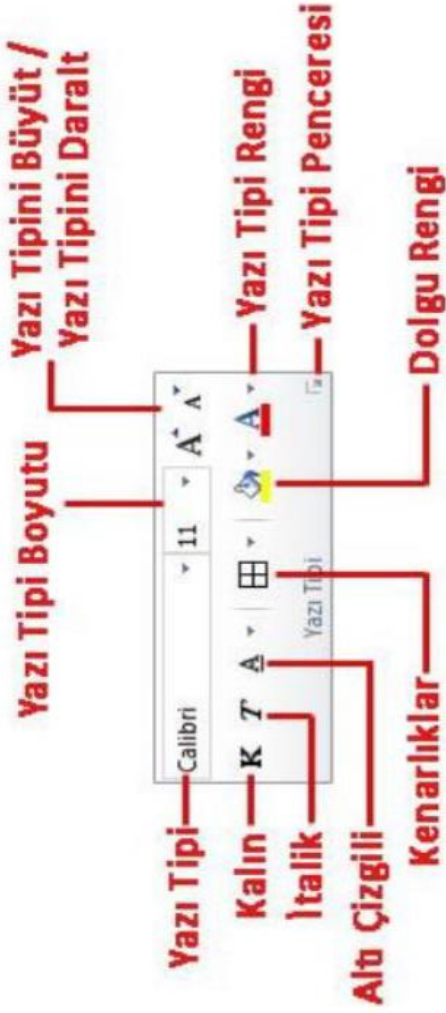 Yazı Tipi Boyutu
Yazı Tipini Büyüt /
Yazı Tipini Daralt
Yazı Tipi
Calibri
11
A A
Kalın
K T A
A
Yazı Tipi Rengi
İtalik
Yazı Tipi
Yazı Tipi Penceresi
Altı Çizgili
Kenarlıklar
Dolgu Rengi